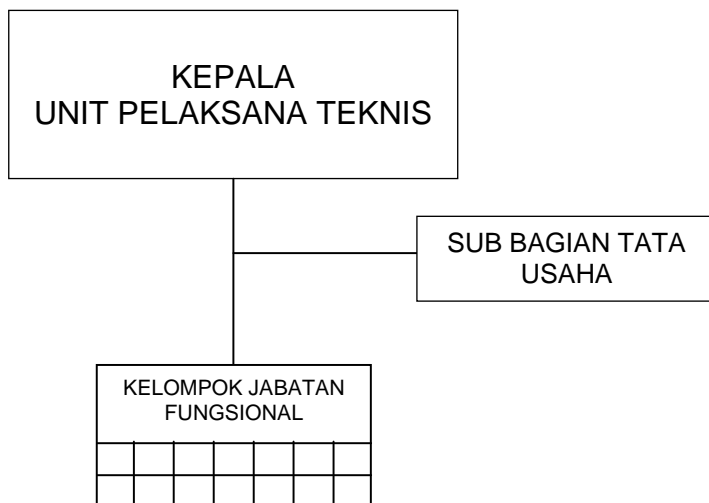 KEPALA
UNIT PELAKSANA TEKNIS
SUB BAGIAN TATA
USAHA
KELOMPOK JABATAN
FUNGSIONAL